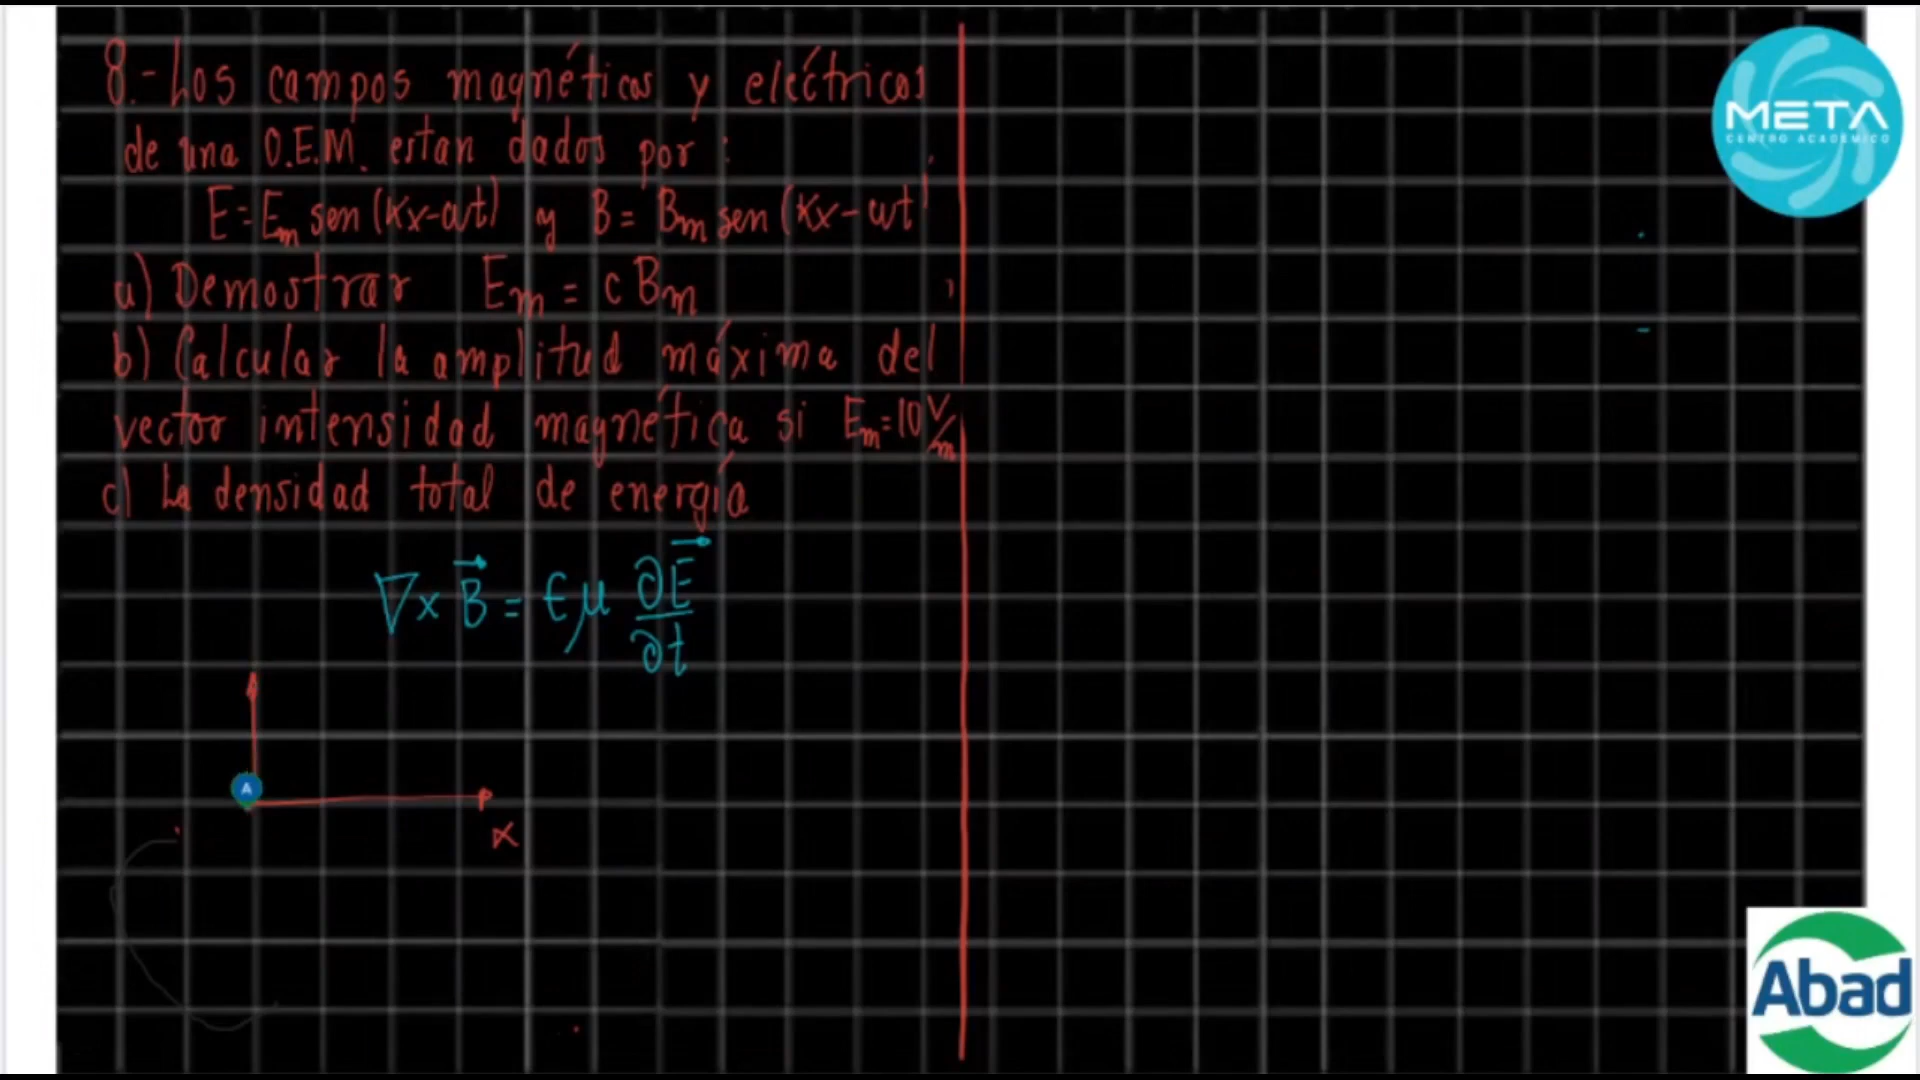 8.- Los campos magnéticos y eléctricos
de una O.E.M. estan dados por:
E = Em sen (Kx-ωt) y B = Bm sen (Kx-ωt)
a) Demostrar Em = c Bm
b) Calcular la amplitud máxima del
vector intensidad magnética si Em = 10 V/m
c) La densidad total de energía
∇ x B⃗ = ϵμ ∂E⃗/∂t
A
x
META
CENTRO ACADÉMICO
Abad